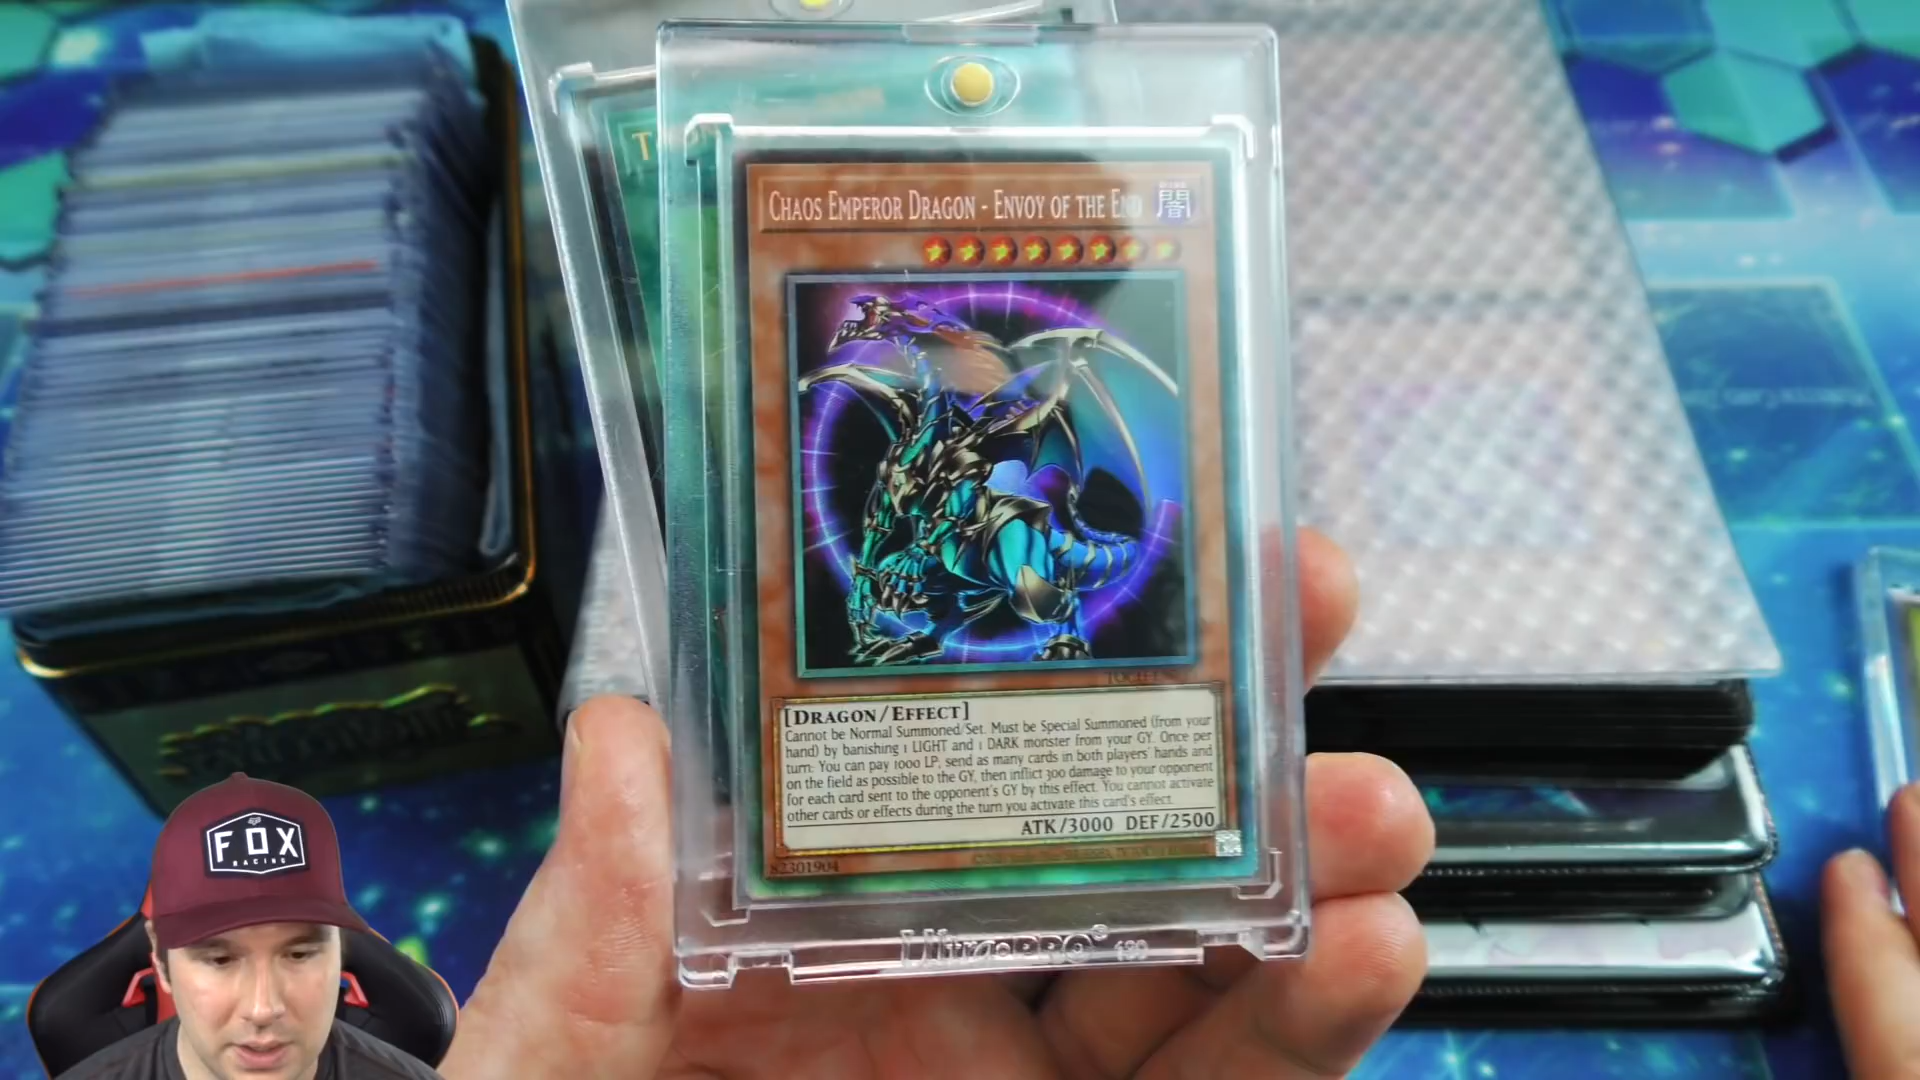 CHAOS EMPEROR DRAGON - ENVOY OF THE END
闇
[DRAGON/EFFECT]
Cannot be Normal Summoned/Set. Must be Special Summoned (from your
hand) by banishing 1 LIGHT and 1 DARK monster from your GY. Once per
turn: You can pay 1000 LP; send as many cards in both players' hands and
on the field as possible to the GY, then inflict 300 damage to your opponent
for each card sent to the opponent's GY by this effect. You cannot activate
other cards or effects during the turn you activate this card's effect.
ATK/3000 DEF/2500
82301904
Ultra•PRO®
FOX
RACING